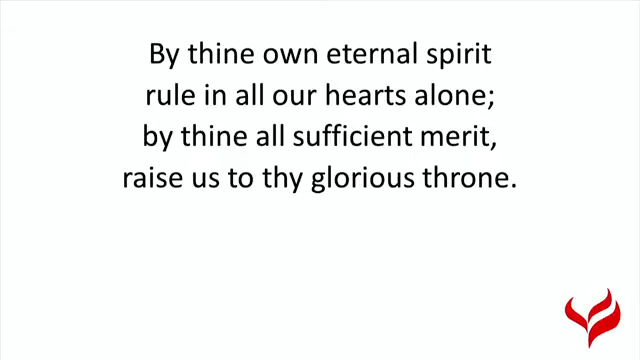 By thine own eternal spirit
rule in all our hearts alone;
by thine all sufficient merit,
raise us to thy glorious throne.